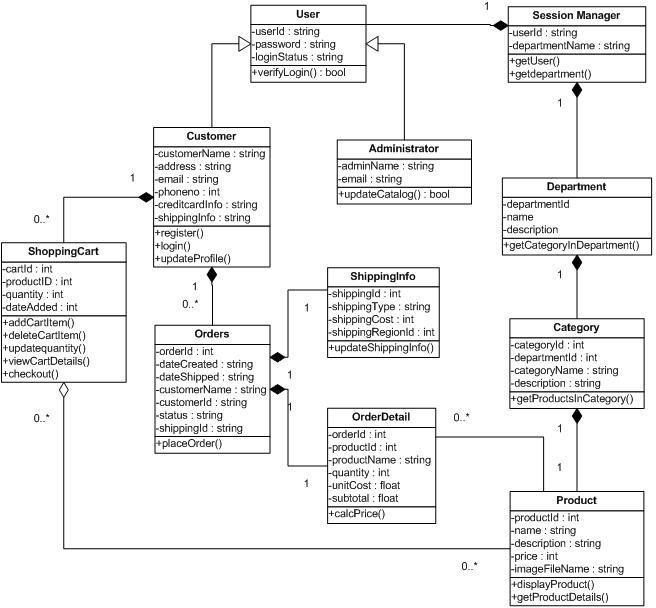 User
-userId : string
-password : string
-loginStatus : string
+verifyLogin() : bool
1
Session Manager
-userId : string
-departmentName : string
+getUser()
+getdepartment()
1
Customer
-customerName : string
-address : string
-email : string
-phoneno : int
-creditcardInfo : string
-shippingInfo : string
+register()
+login()
+updateProfile()
Administrator
-adminName : string
-email : string
+updateCatalog() : bool
Department
-departmentId
-name
-description
+getCategoryInDepartment()
1
1
0..*
ShoppingCart
-cartId : int
-productID : int
-quantity : int
-dateAdded : int
+addCartItem()
+deleteCartItem()
+updatequantity()
+viewCartDetails()
+checkout()
0..*
1
0..*
Orders
-orderId : int
-dateCreated : string
-dateShipped : string
-customerName : string
-customerId : string
-status : string
-shippingId : string
+placeOrder()
1
1
1
1
ShippingInfo
-shippingId : int
-shippingType : string
-shippingCost : int
-shippingRegionId : int
+updateShippingInfo()
Category
-categoryId : int
-departmentId : int
-categoryName : string
-description : string
+getProductsInCategory()
1
1
OrderDetail
-orderId : int
-productId : int
-productName : string
-quantity : int
-unitCost : float
-subtotal : float
+calcPrice()
0..*
Product
-productId : int
-name : string
-description : string
-price : int
-imageFileName : string
+displayProduct()
+getProductDetails()
0..*